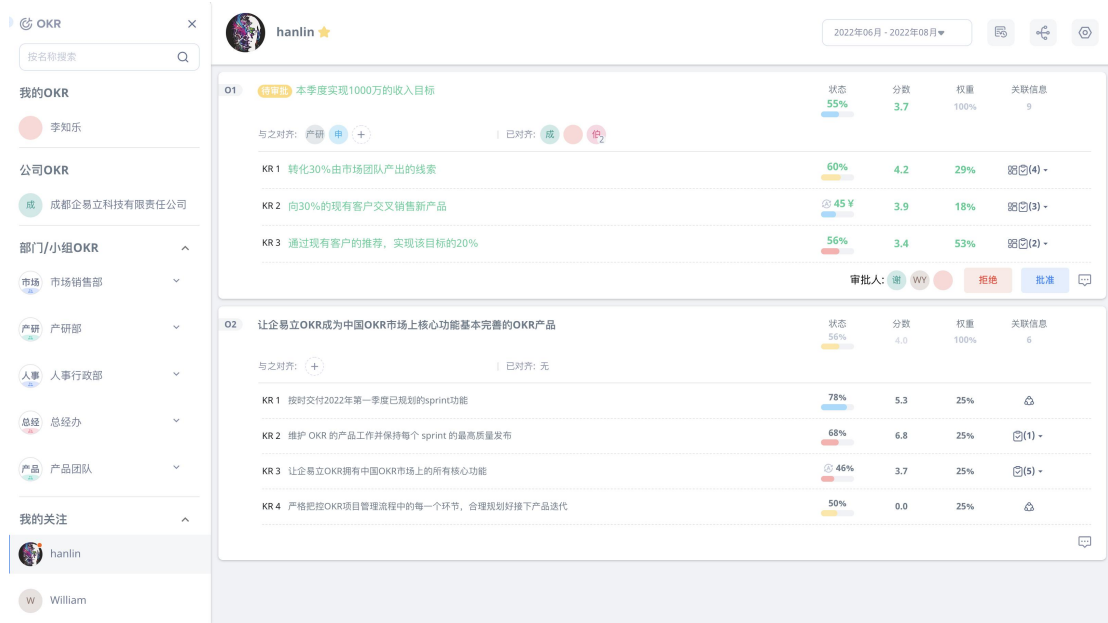 OKR
按名称搜索
我的OKR
李知乐
公司OKR
成 成都企易立科技有限责任公司
部门/小组OKR
市场 市场销售部
产研 产研部
人事 人事行政部
总经 总经办
产品 产品团队
我的关注
hanlin
W William
hanlin
2022年06月 - 2022年08月
O1 待审批 本季度实现1000万的收入目标 状态 分数 权重 关联信息
55% 3.7 100% 9
与之对齐: 产研 申 + 已对齐: 成 2
KR 1 转化30%由市场团队产出的线索 60% 4.2 29% (4)
KR 2 向30%的现有客户交叉销售新产品 45 ¥ 3.9 18% (3)
KR 3 通过现有客户的推荐，实现该目标的20% 56% 3.4 53% (2)
审批人: 谢 WY 拒绝 批准
O2 让企易立OKR成为中国OKR市场上核心功能基本完善的OKR产品 状态 分数 权重 关联信息
56% 4.0 100% 6
与之对齐: + 已对齐: 无
KR 1 按时交付2022年第一季度已规划的sprint功能 78% 5.3 25%
KR 2 维护 OKR 的产品工作并保持每个 sprint 的最高质量发布 68% 6.8 25% (1)
KR 3 让企易立OKR拥有中国OKR市场上的所有核心功能 46% 3.7 25% (5)
KR 4 严格把控OKR项目管理流程中的每一个环节，合理规划好接下产品迭代 50% 0.0 25%